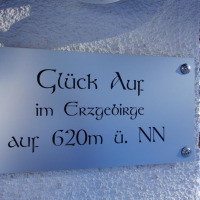 Glück Auf
im Erzgebirge
auf 620m ü. NN